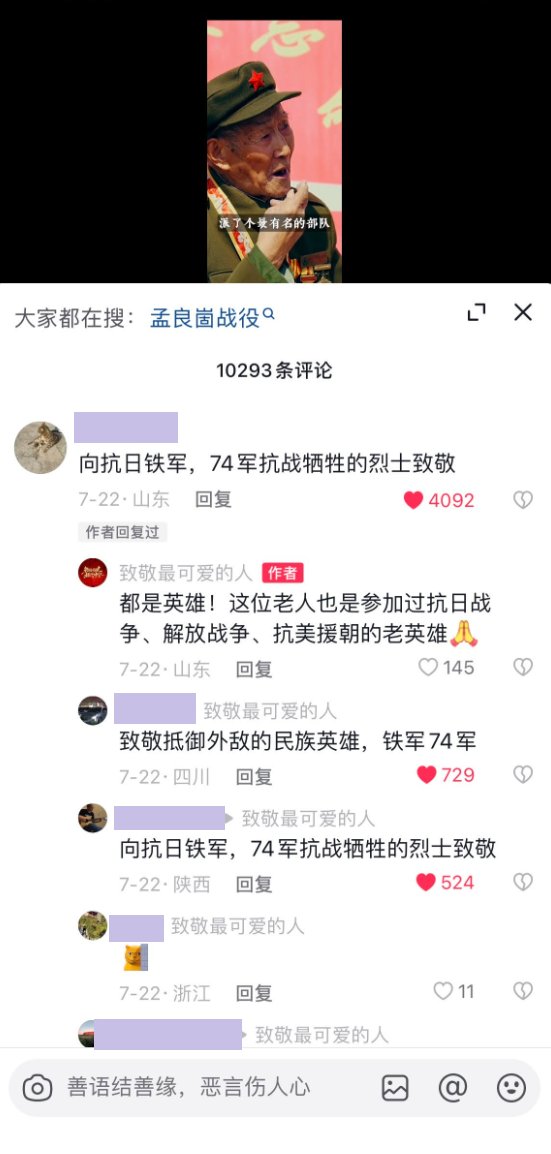 派了个最有名的部队
大家都在搜：孟良崮战役
10293条评论
向抗日铁军，74军抗战牺牲的烈士致敬
7-22·山东 回复 4092
作者回复过
致敬最可爱的人 作者
都是英雄！这位老人也是参加过抗日战
争、解放战争、抗美援朝的老英雄🙏
7-22·山东 回复 145
致敬最可爱的人
致敬抵御外敌的民族英雄，铁军74军
7-22·四川 回复 729
致敬最可爱的人
向抗日铁军，74军抗战牺牲的烈士致敬
7-22·陕西 回复 524
致敬最可爱的人
7-22·浙江 回复 11
致敬最可爱的人
善语结善缘，恶言伤人心